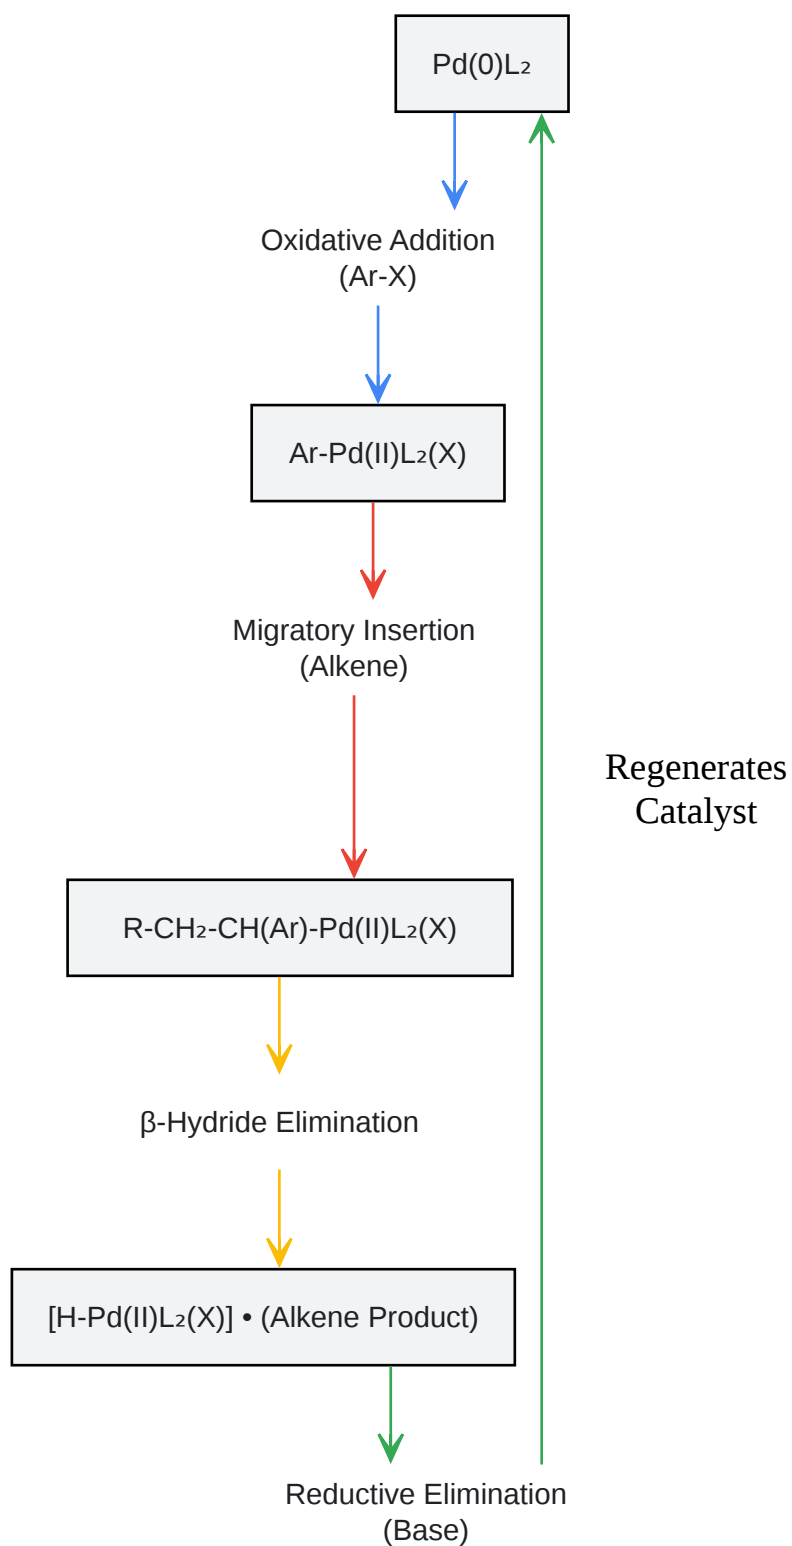 Pd(0)L₂
Oxidative Addition
(Ar-X)
Ar-Pd(II)L₂(X)
Migratory Insertion
(Alkene)
Regenerates
Catalyst
R-CH₂-CH(Ar)-Pd(II)L₂(X)
β-Hydride Elimination
[H-Pd(II)L₂(X)] • (Alkene Product)
Reductive Elimination
(Base)